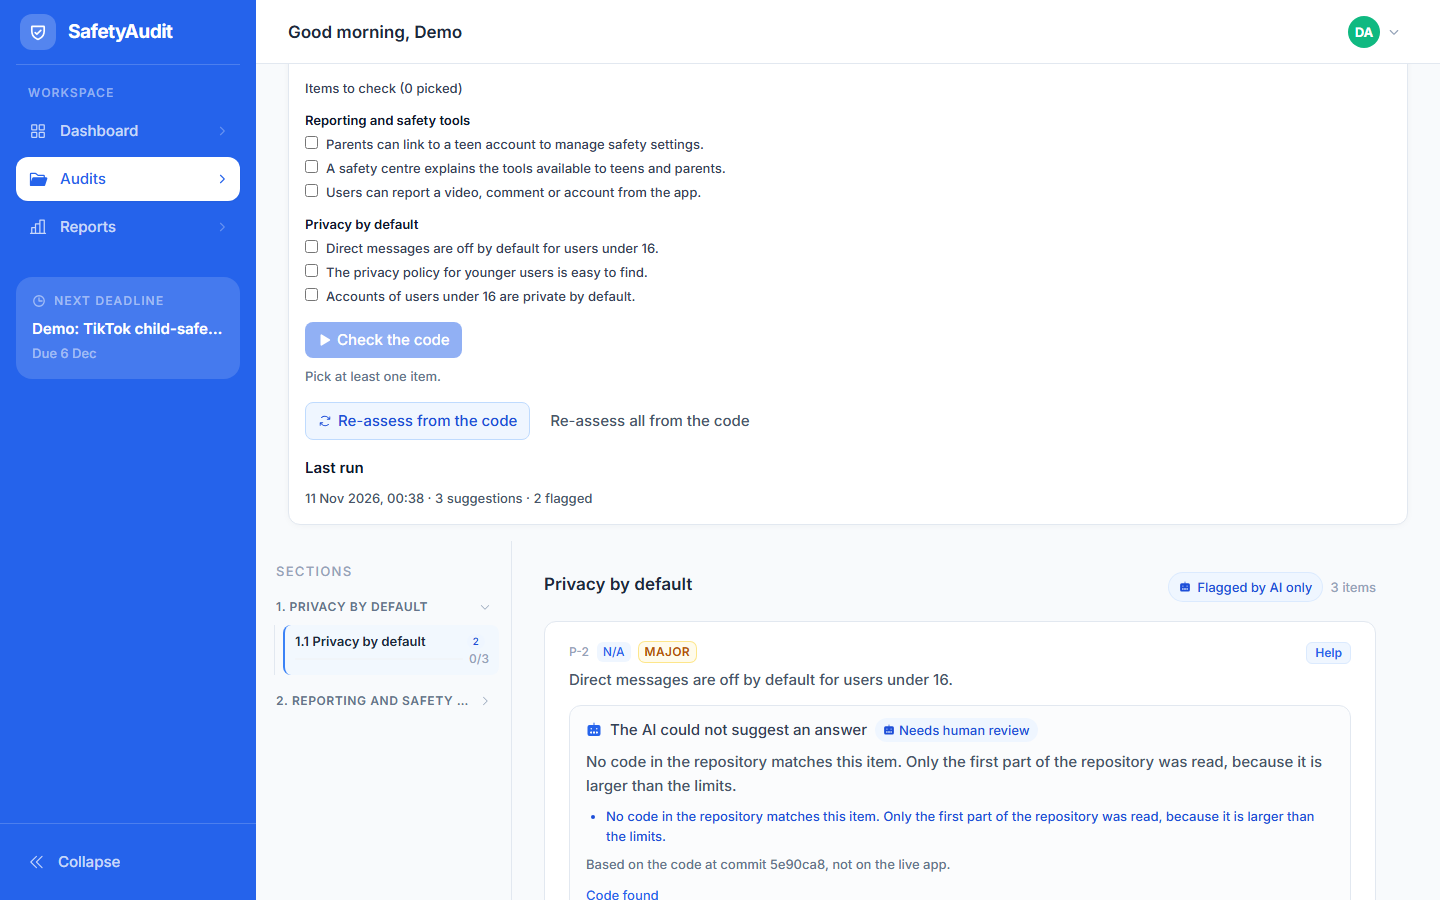 SafetyAudit
Good morning, Demo
DA
WORKSPACE
Dashboard
Audits
Reports
NEXT DEADLINE
Demo: TikTok child-safe...
Due 6 Dec
Collapse
Items to check (0 picked)
Reporting and safety tools
Parents can link to a teen account to manage safety settings.
A safety centre explains the tools available to teens and parents.
Users can report a video, comment or account from the app.
Privacy by default
Direct messages are off by default for users under 16.
The privacy policy for younger users is easy to find.
Accounts of users under 16 are private by default.
Check the code
Pick at least one item.
Re-assess from the code
Re-assess all from the code
Last run
11 Nov 2026, 00:38 · 3 suggestions · 2 flagged
SECTIONS
1. PRIVACY BY DEFAULT
1.1 Privacy by default
2
0/3
2. REPORTING AND SAFETY ...
Privacy by default
Flagged by AI only
3 items
P-2
N/A
MAJOR
Help
Direct messages are off by default for users under 16.
The AI could not suggest an answer
Needs human review
No code in the repository matches this item. Only the first part of the repository was read, because it is
larger than the limits.
No code in the repository matches this item. Only the first part of the repository was read, because it is larger than
the limits.
Based on the code at commit 5e90ca8, not on the live app.
Code found